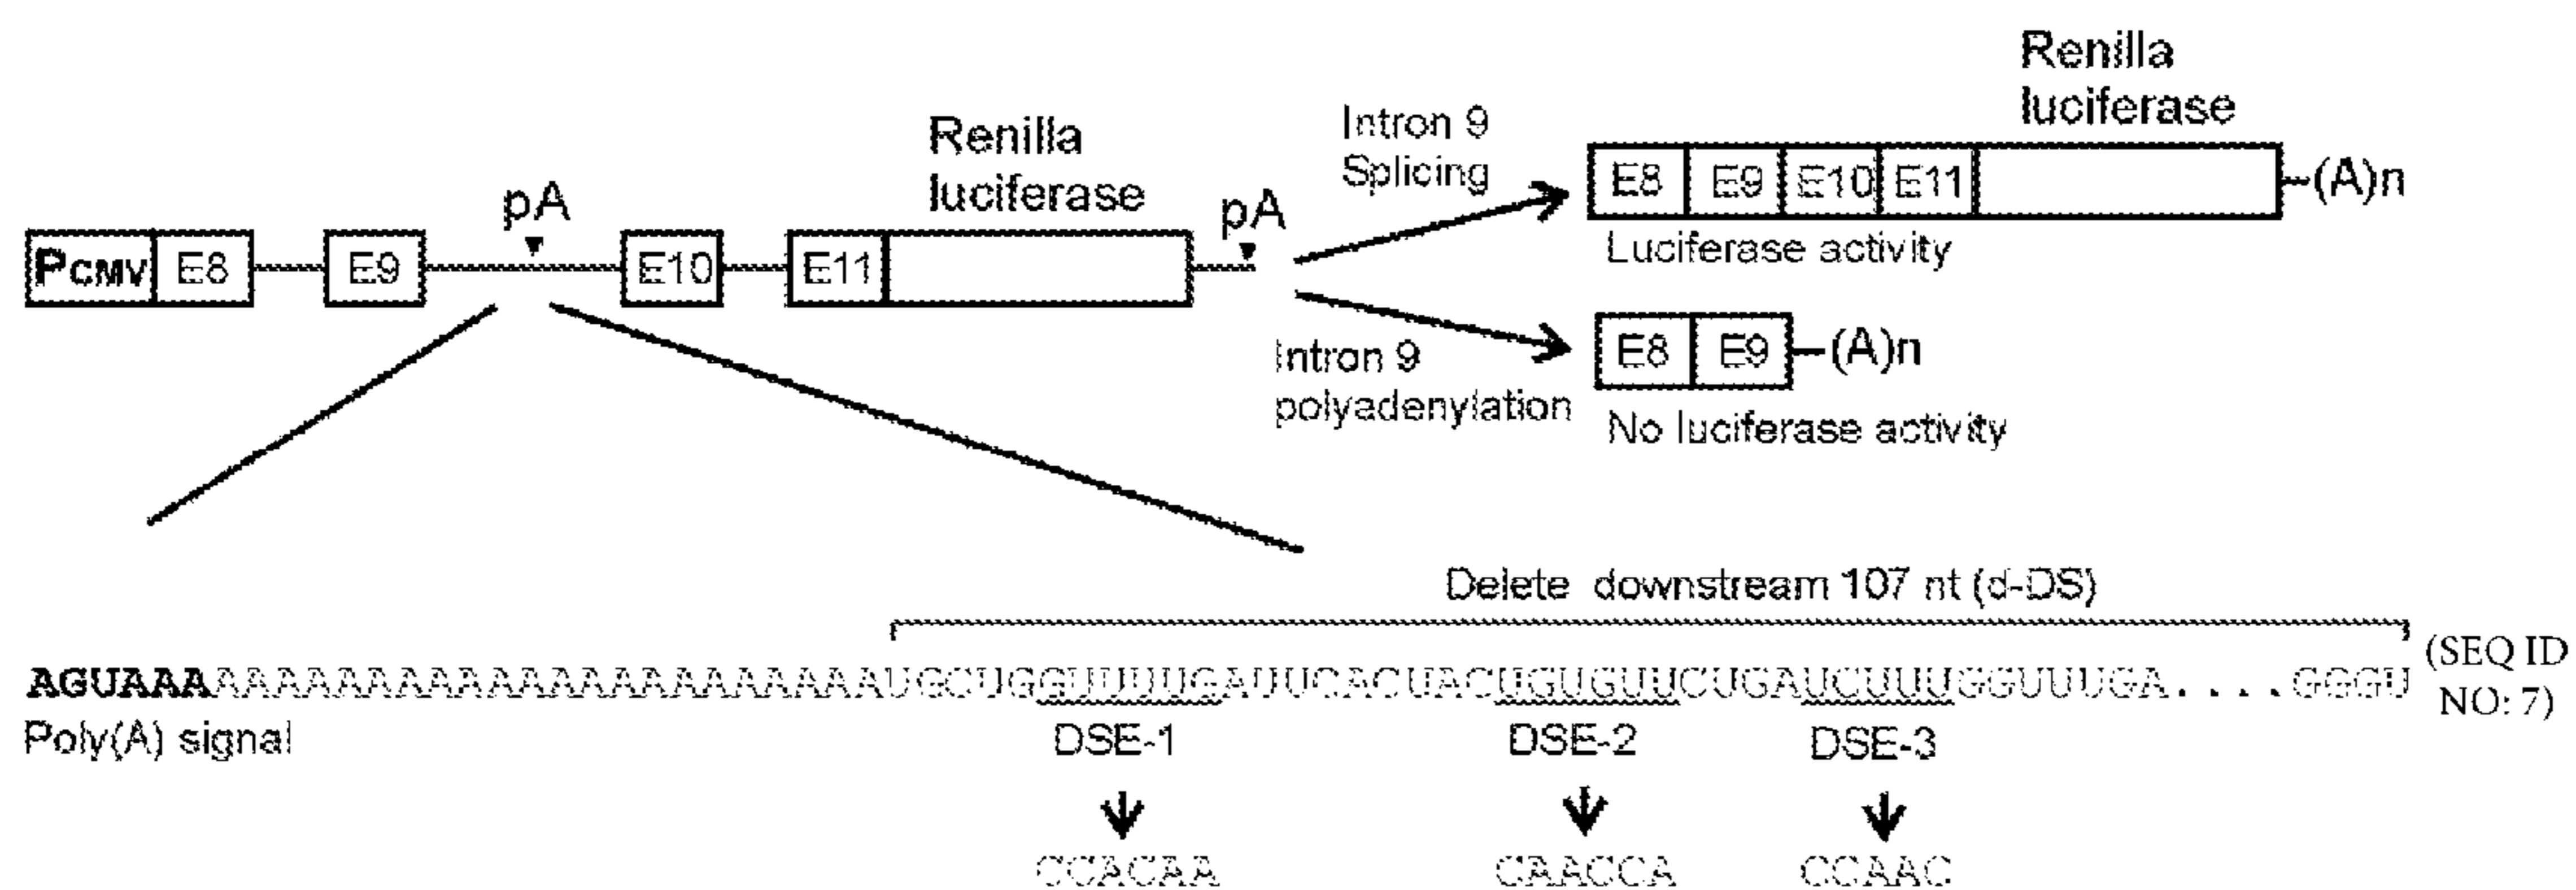 Renilla
luciferase
Intron 9
Splicing
E8 E9 E10 E11 (A)n
Luciferase activity
Renilla
luciferase
pA
pA
PCMV E8 E9 E10 E11
Intron 9
polyadenylation
E8 E9 (A)n
No luciferase activity
Delete downstream 107 nt (d-DS)
AGUAAAAAAAAAAAAAAAAAAAAAAAAAUGCUGGUUUUGAUUCACUACUGUGUUCUGAUCUUUGGUUUGA....GGGU
(SEQ ID
NO: 7)
Poly(A) signal
DSE-1 DSE-2 DSE-3
CCACAA CAACCA CCAAC